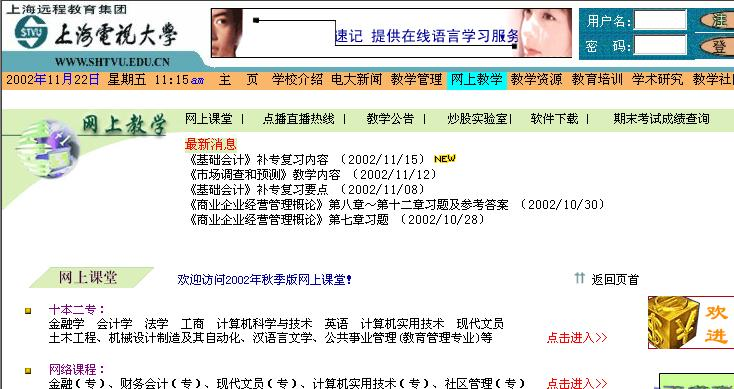 上海远程教育集团
STVU
上海電視大學
WWW.SHTVU.EDU.CN
速记 提供在线语言学习服务
用户名:
密 码:
注
登
2002年11月22日 星期五 11:15am 主 页 学校介绍 电大新闻 教学管理 网上教学 教学资源 教育培训 学术研究 教学社
网上教学
网上课堂 | 点播直播热线 | 教学公告 | 炒股实验室| 软件下载 | 期末考试成绩查询
最新消息
《基础会计》补专复习内容 (2002/11/15) NEW
《市场调查和预测》教学内容 (2002/11/12)
《基础会计》补专复习要点 (2002/11/08)
《商业企业经营管理概论》第八章～第十二章习题及参考答案 (2002/10/30)
《商业企业经营管理概论》第七章习题 (2002/10/28)
网上课堂
欢迎访问2002年秋季版网上课堂!
返回页首
十本二专：
金融学 会计学 法学 工商 计算机科学与技术 英语 计算机实用技术 现代文员
土木工程、机械设计制造及其自动化、汉语言文学、公共事业管理(教育管理专业)等
点击进入>>
欢
进
网络课程：
金融（专）、财务会计（专）、现代文员（专）、计算机实用技术（专）、社区管理（专）
点击进入>>